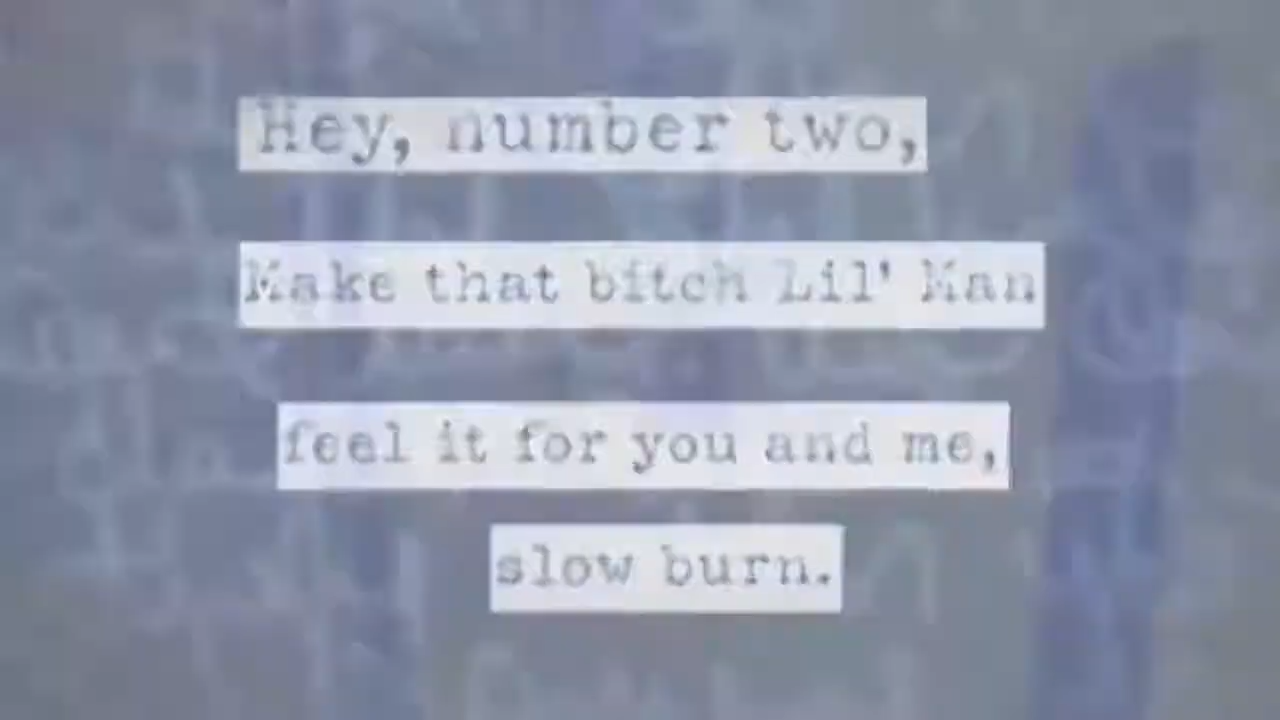 Hey, number two,
Make that bitch Lil' Man
feel it for you and me,
slow burn.